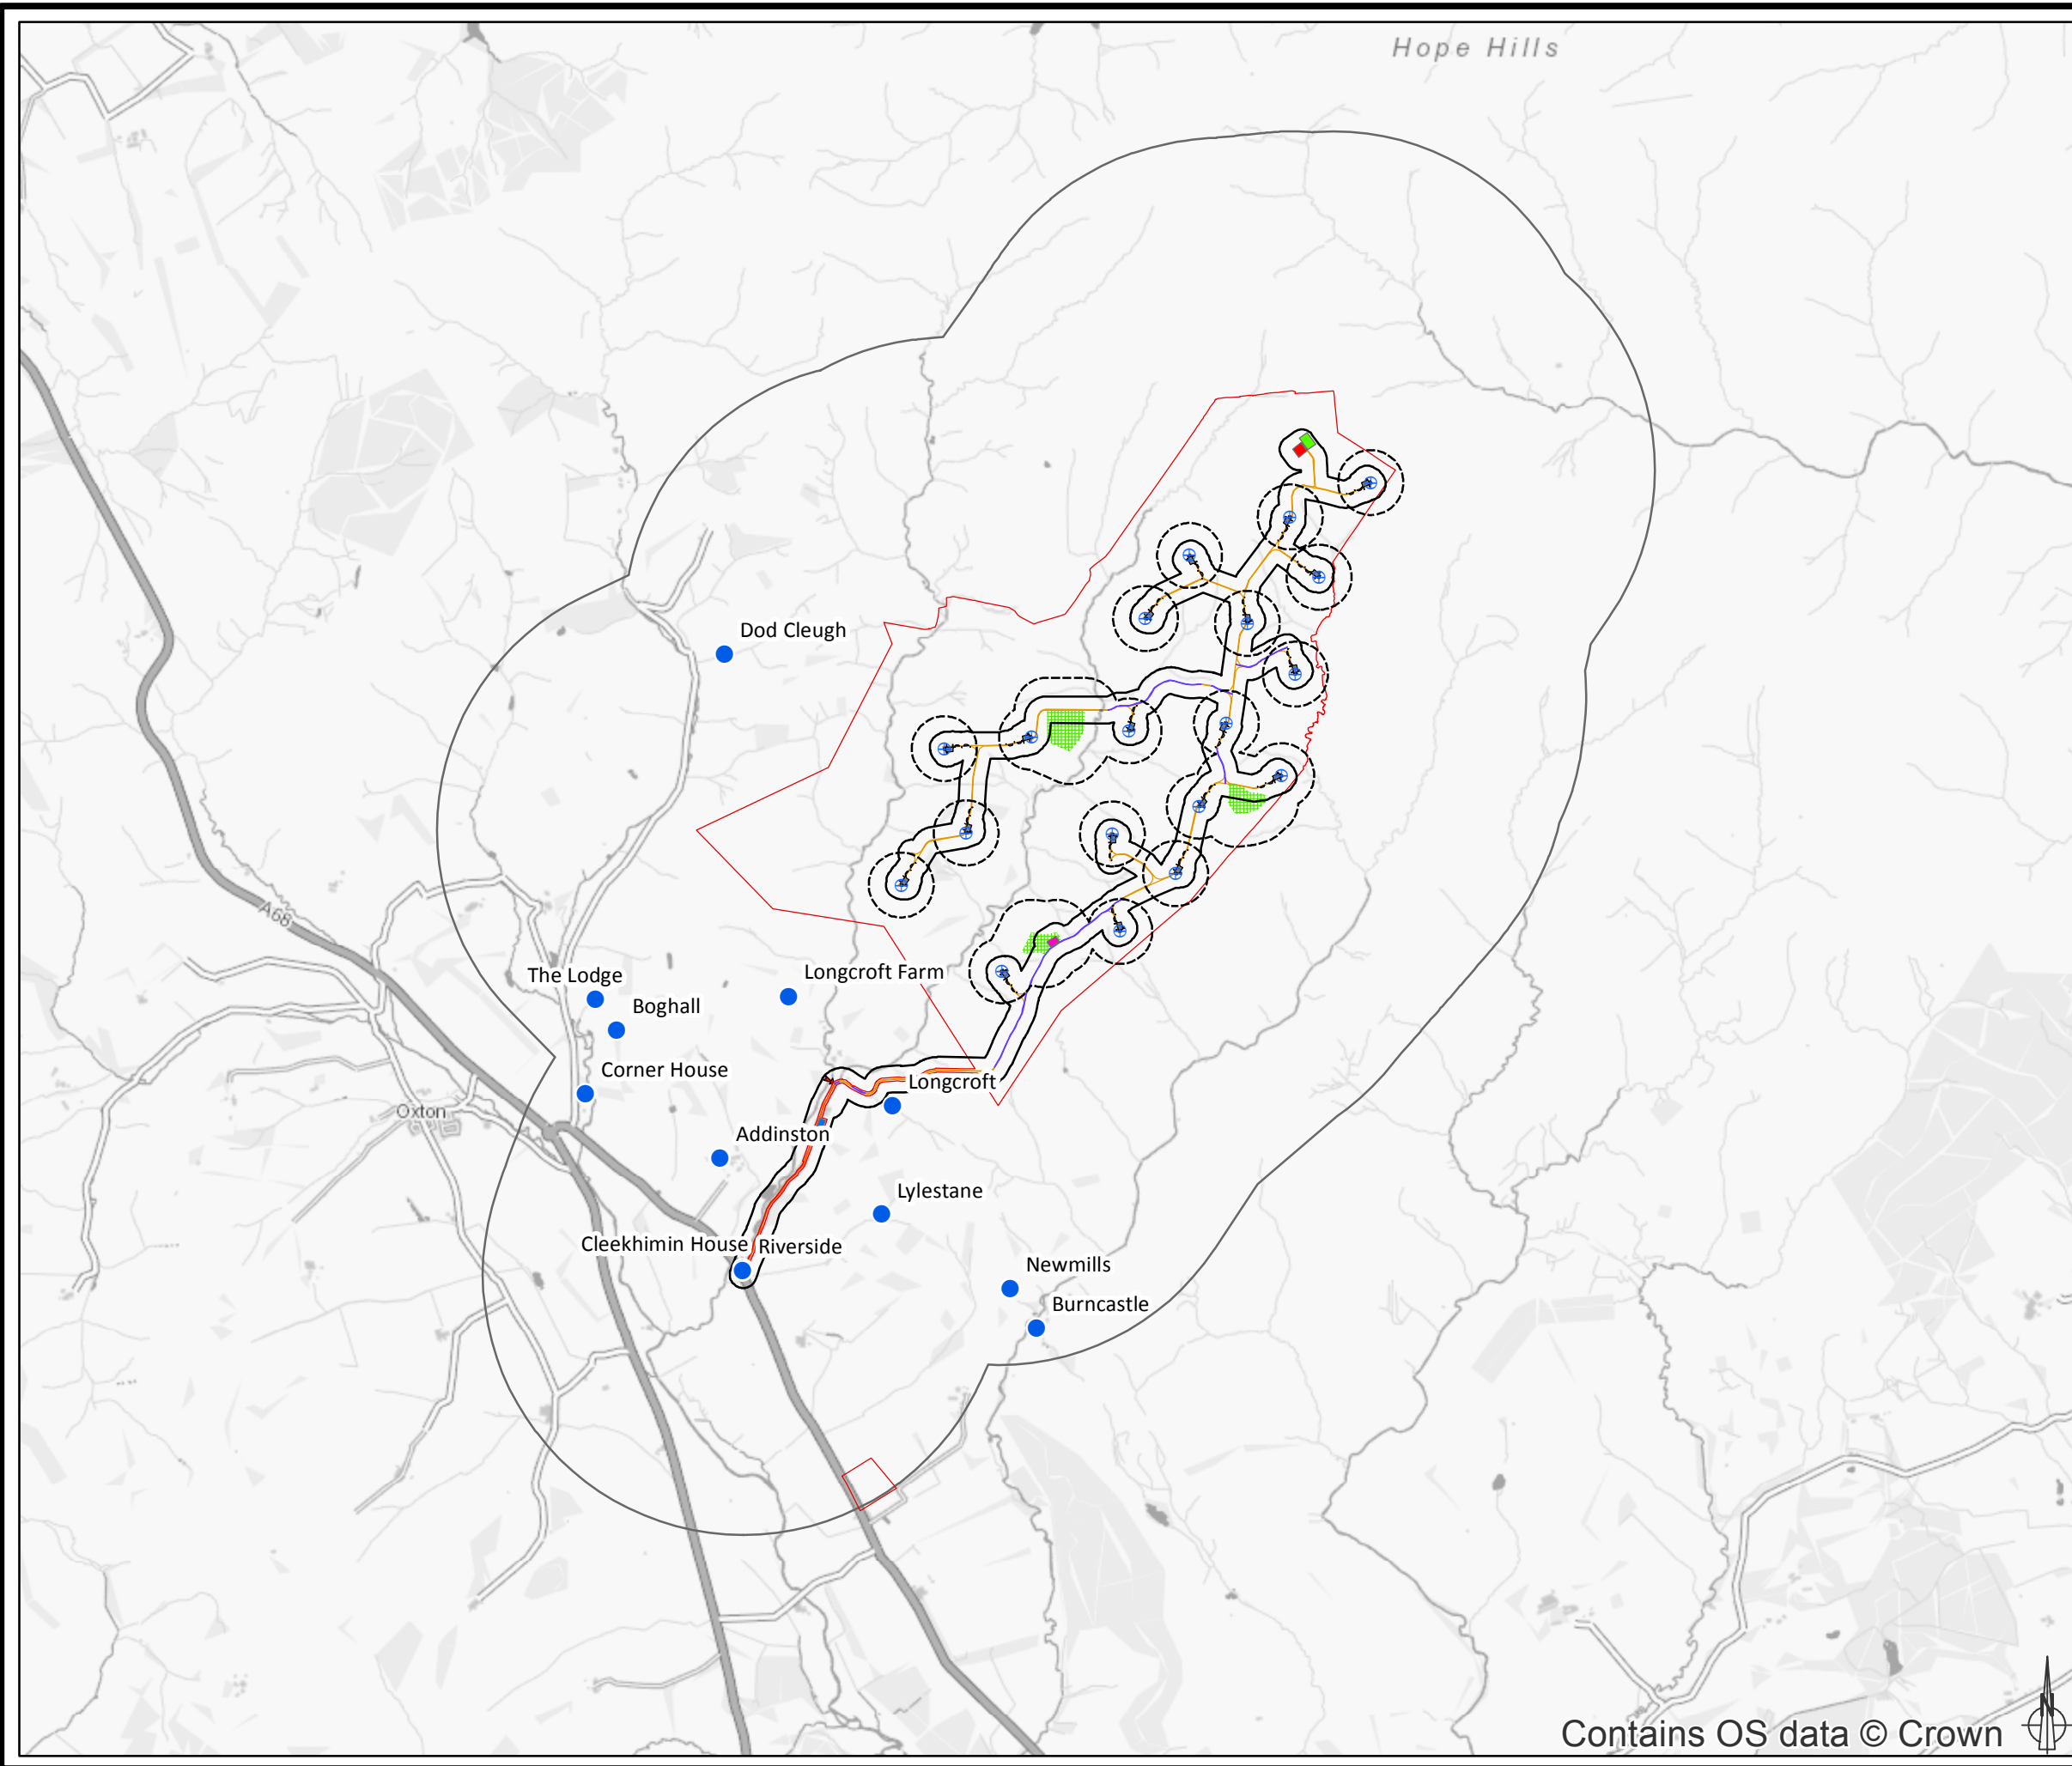 Hope Hills
Dod Cleugh
A68
The Lodge
Longcroft Farm
Boghall
Corner House
Longcroft
Oxton
Addinston
Lylestane
Cleekhimin House
Riverside
Newmills
Burncastle
Contains OS data © Crown
N